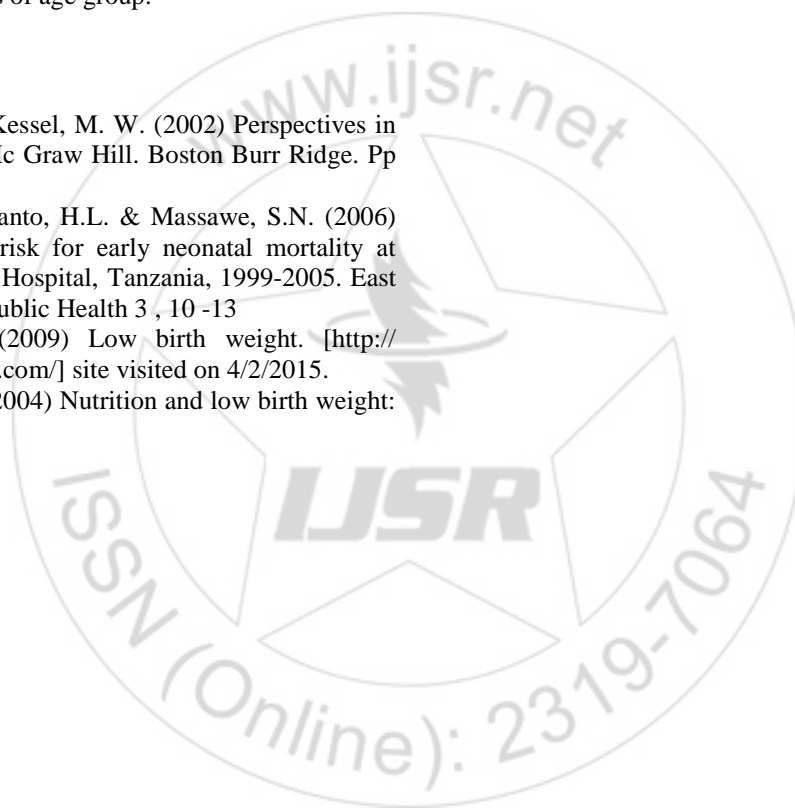 s of age group.
www.ijsr.net
Kessel, M. W. (2002) Perspectives in
Mc Graw Hill. Boston Burr Ridge. Pp
anto, H.L. & Massawe, S.N. (2006)
risk for early neonatal mortality at
Hospital, Tanzania, 1999-2005. East
ublic Health 3 , 10 -13
(2009) Low birth weight. [http://
.com/] site visited on 4/2/2015.
2004) Nutrition and low birth weight:
IJSR
ISSN (Online): 2319-7064